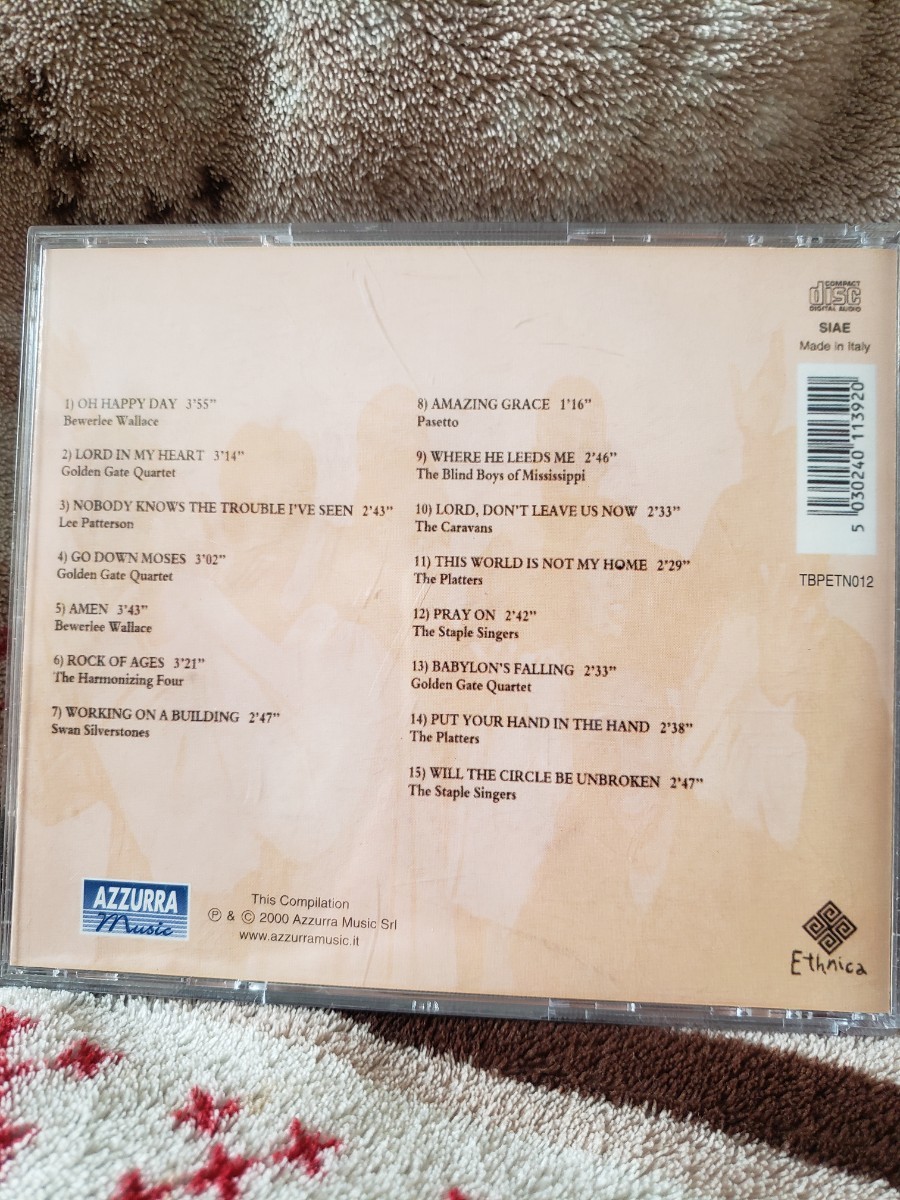 COMPACT
disc
DIGITAL AUDIO
SIAE
Made in Italy
5 030240 113920
TBPETN012
1) OH HAPPY DAY 3'55"
Bewerlee Wallace
2) LORD IN MY HEART 3'14"
Golden Gate Quartet
3) NOBODY KNOWS THE TROUBLE I'VE SEEN 2'43"
Lee Patterson
4) GO DOWN MOSES 3'02"
Golden Gate Quartet
5) AMEN 3'43"
Bewerlee Wallace
6) ROCK OF AGES 3'21"
The Harmonizing Four
7) WORKING ON A BUILDING 2'47"
Swan Silverstones
8) AMAZING GRACE 1'16"
Pasetto
9) WHERE HE LEEDS ME 2'46"
The Blind Boys of Mississippi
10) LORD, DON'T LEAVE US NOW 2'33"
The Caravans
11) THIS WORLD IS NOT MY HOME 2'29"
The Platters
12) PRAY ON 2'42"
The Staple Singers
13) BABYLON'S FALLING 2'33"
Golden Gate Quartet
14) PUT YOUR HAND IN THE HAND 2'38"
The Platters
15) WILL THE CIRCLE BE UNBROKEN 2'47"
The Staple Singers
AZZURRA
Music
This Compilation
℗ & © 2000 Azzurra Music Srl
www.azzurramusic.it
Ethnica